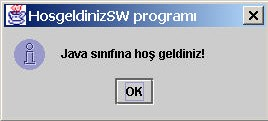 HosgeldinizSW programı
Java sınıfına hoş geldiniz!
OK